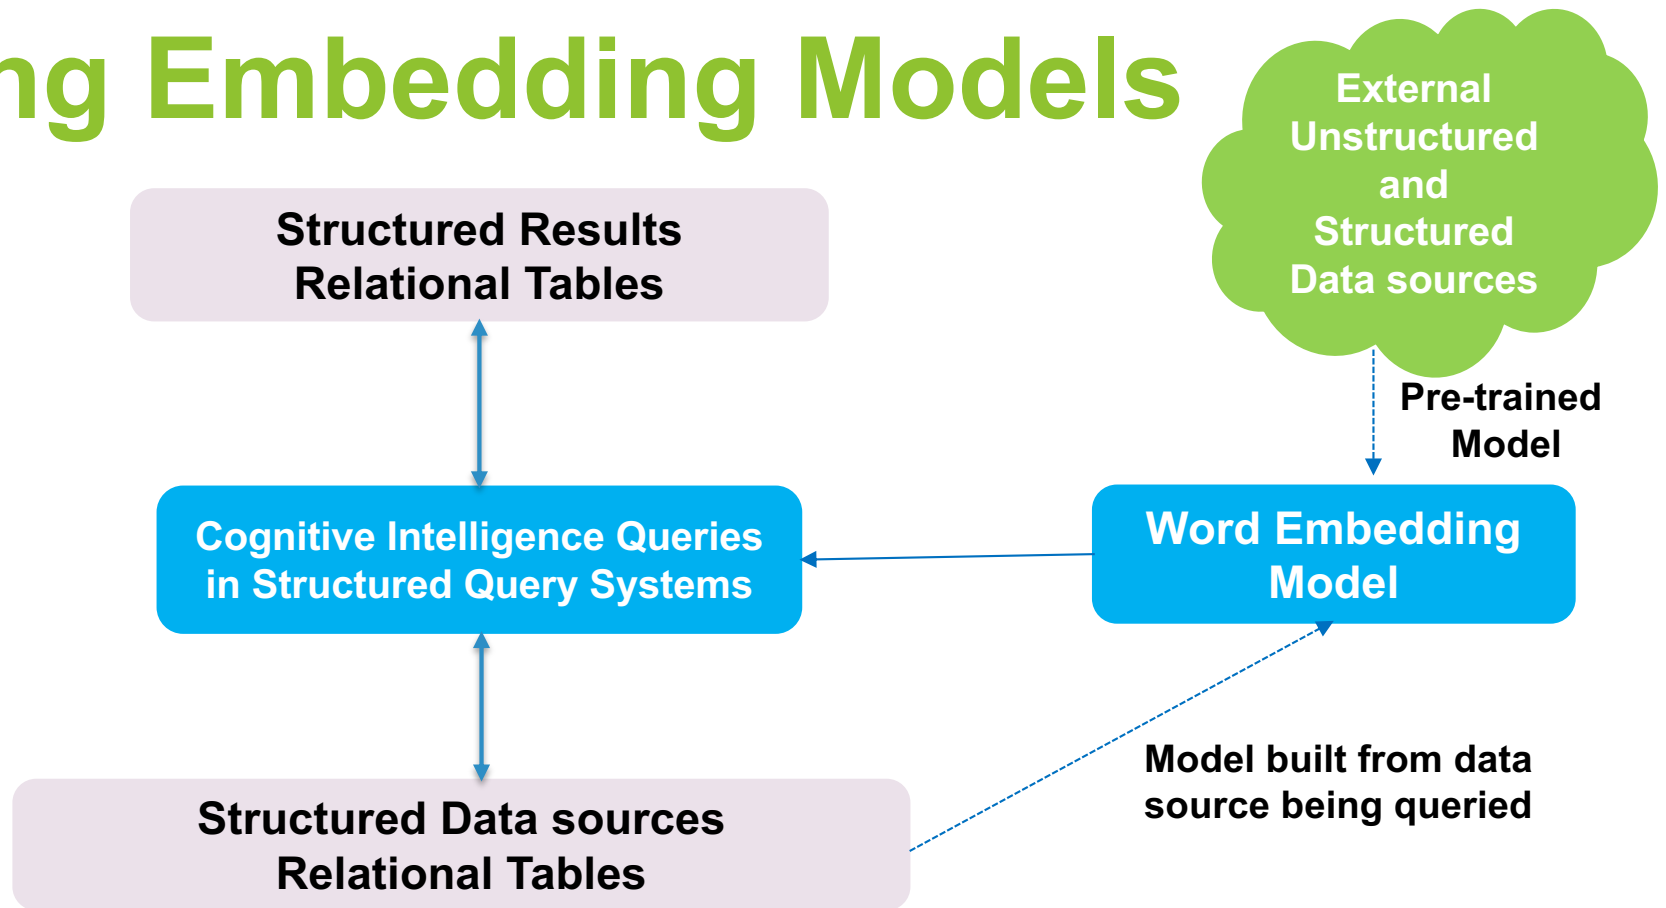 ng Embedding Models
External
Unstructured
and
Structured
Data sources
Structured Results
Relational Tables
Pre-trained
Model
Cognitive Intelligence Queries
in Structured Query Systems
Word Embedding
Model
Model built from data
source being queried
Structured Data sources
Relational Tables